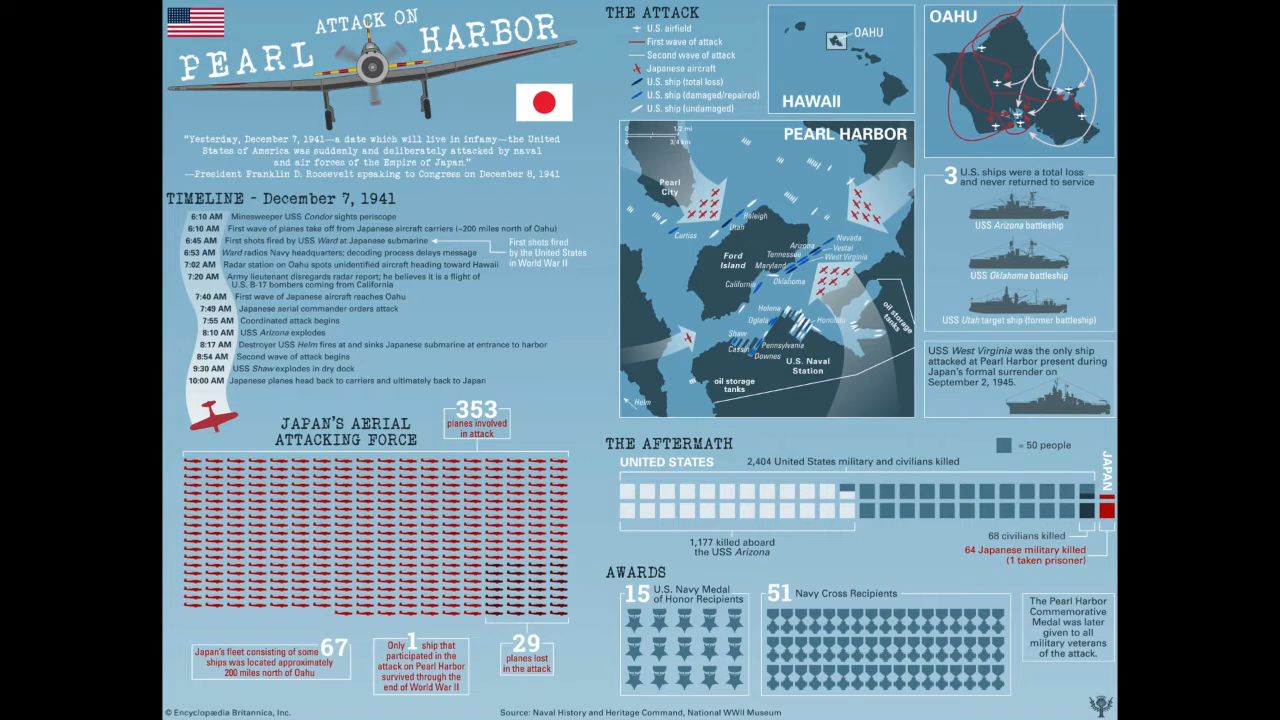 ATTACK ON
PEARL HARBOR
"Yesterday, December 7, 1941—a date which will live in infamy—the United
States of America was suddenly and deliberately attacked by naval
and air forces of the Empire of Japan."
—President Franklin D. Roosevelt speaking to Congress on December 8, 1941
TIMELINE - December 7, 1941
6:10 AM Minesweeper USS Condor sights periscope
6:10 AM First wave of planes take off from Japanese aircraft carriers (~200 miles north of Oahu)
6:45 AM First shots fired by USS Ward at Japanese submarine
6:53 AM Ward radios Navy headquarters; decoding process delays message
7:02 AM Radar station on Oahu spots unidentified aircraft heading toward Hawaii
7:20 AM Army lieutenant disregards radar report; he believes it is a flight of
U.S. B-17 bombers coming from California
7:40 AM First wave of Japanese aircraft reaches Oahu
7:49 AM Japanese aerial commander orders attack
7:55 AM Coordinated attack begins
8:10 AM USS Arizona explodes
8:17 AM Destroyer USS Helm fires at and sinks Japanese submarine at entrance to harbor
8:54 AM Second wave of attack begins
9:30 AM USS Shaw explodes in dry dock
10:00 AM Japanese planes head back to carriers and ultimately back to Japan
First shots fired
by the United States
in World War II
JAPAN'S AERIAL
ATTACKING FORCE
353
planes involved
in attack
Japan's fleet consisting of some 67
ships was located approximately
200 miles north of Oahu
Only 1 ship that
participated in the
attack on Pearl Harbor
survived through the
end of World War II
29
planes lost
in the attack
THE ATTACK
U.S. airfield
First wave of attack
Second wave of attack
Japanese aircraft
U.S. ship (total loss)
U.S. ship (damaged/repaired)
U.S. ship (undamaged)
OAHU
HAWAII
OAHU
0 1/2 mi
0 3/4 km
PEARL HARBOR
Pearl
City
Raleigh
Utah
Curtiss
Ford
Island
Nevada
Arizona
Vestal
Tennessee
West Virginia
Maryland
Oklahoma
California
Helena
Oglala
Honolulu
Shaw
Cassin
Pennsylvania
Downes
U.S. Naval
Station
oil storage
tanks
oil storage
tanks
Helm
3 U.S. ships were a total loss
and never returned to service
USS Arizona battleship
USS Oklahoma battleship
USS Utah target ship (former battleship)
USS West Virginia was the only ship
attacked at Pearl Harbor present during
Japan's formal surrender on
September 2, 1945.
THE AFTERMATH
= 50 people
UNITED STATES
2,404 United States military and civilians killed
JAPAN
1,177 killed aboard
the USS Arizona
68 civilians killed
64 Japanese military killed
(1 taken prisoner)
AWARDS
15 U.S. Navy Medal
of Honor Recipients
51 Navy Cross Recipients
The Pearl Harbor
Commemorative
Medal was later
given to all
military veterans
of the attack.
© Encyclopædia Britannica, Inc.
Source: Naval History and Heritage Command, National WWII Museum